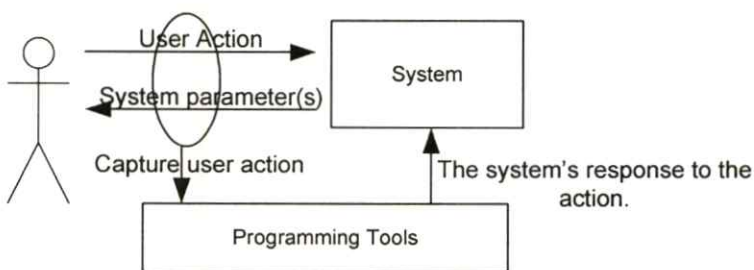 User Action
System
System parameter(s)
Capture user action
The system's response to the
action.
Programming Tools